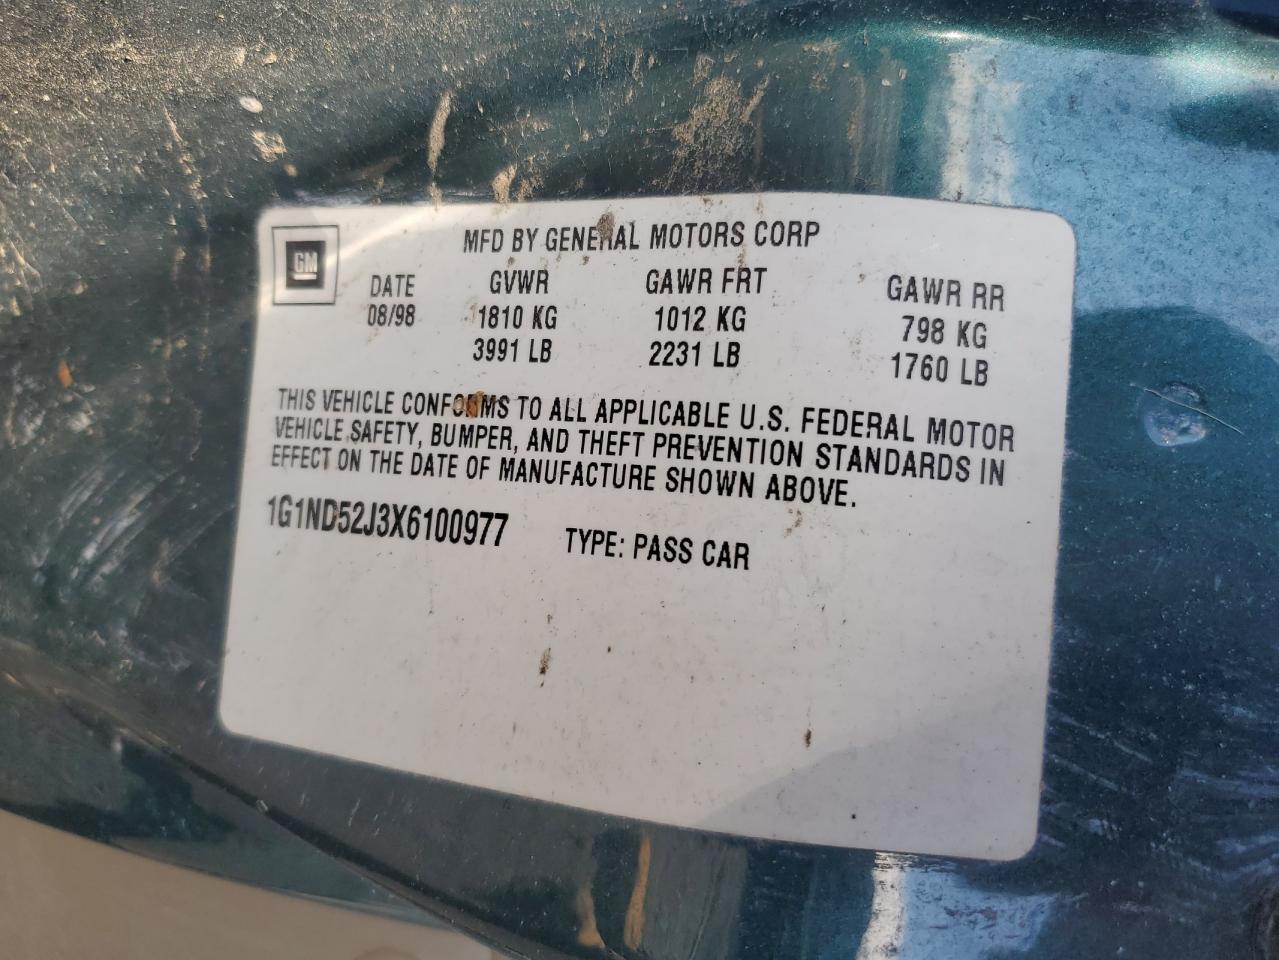 GM
MFD BY GENERAL MOTORS CORP
DATE GVWR GAWR FRT GAWR RR
08/98 1810 KG 1012 KG 798 KG
3991 LB 2231 LB 1760 LB
THIS VEHICLE CONFORMS TO ALL APPLICABLE U.S. FEDERAL MOTOR
VEHICLE SAFETY, BUMPER, AND THEFT PREVENTION STANDARDS IN
EFFECT ON THE DATE OF MANUFACTURE SHOWN ABOVE.
1G1ND52J3X6100977 TYPE: PASS CAR